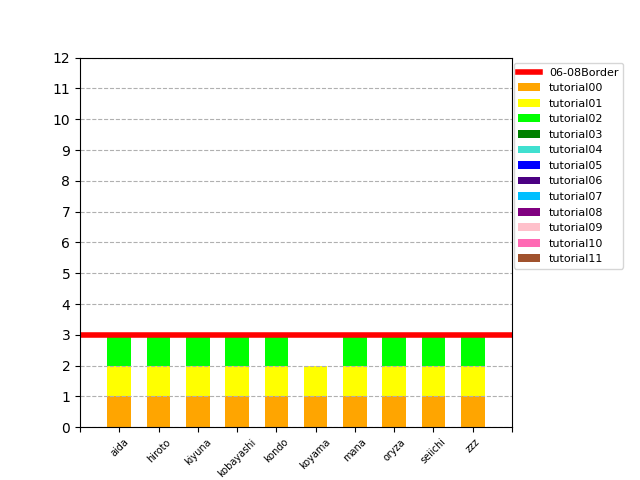 12
11
10
9
8
7
6
5
4
3
2
1
0
aida
hiroto
kiyuna
kobayashi
kondo
koyama
mana
oryza
seiichi
zzz
06-08Border
tutorial00
tutorial01
tutorial02
tutorial03
tutorial04
tutorial05
tutorial06
tutorial07
tutorial08
tutorial09
tutorial10
tutorial11